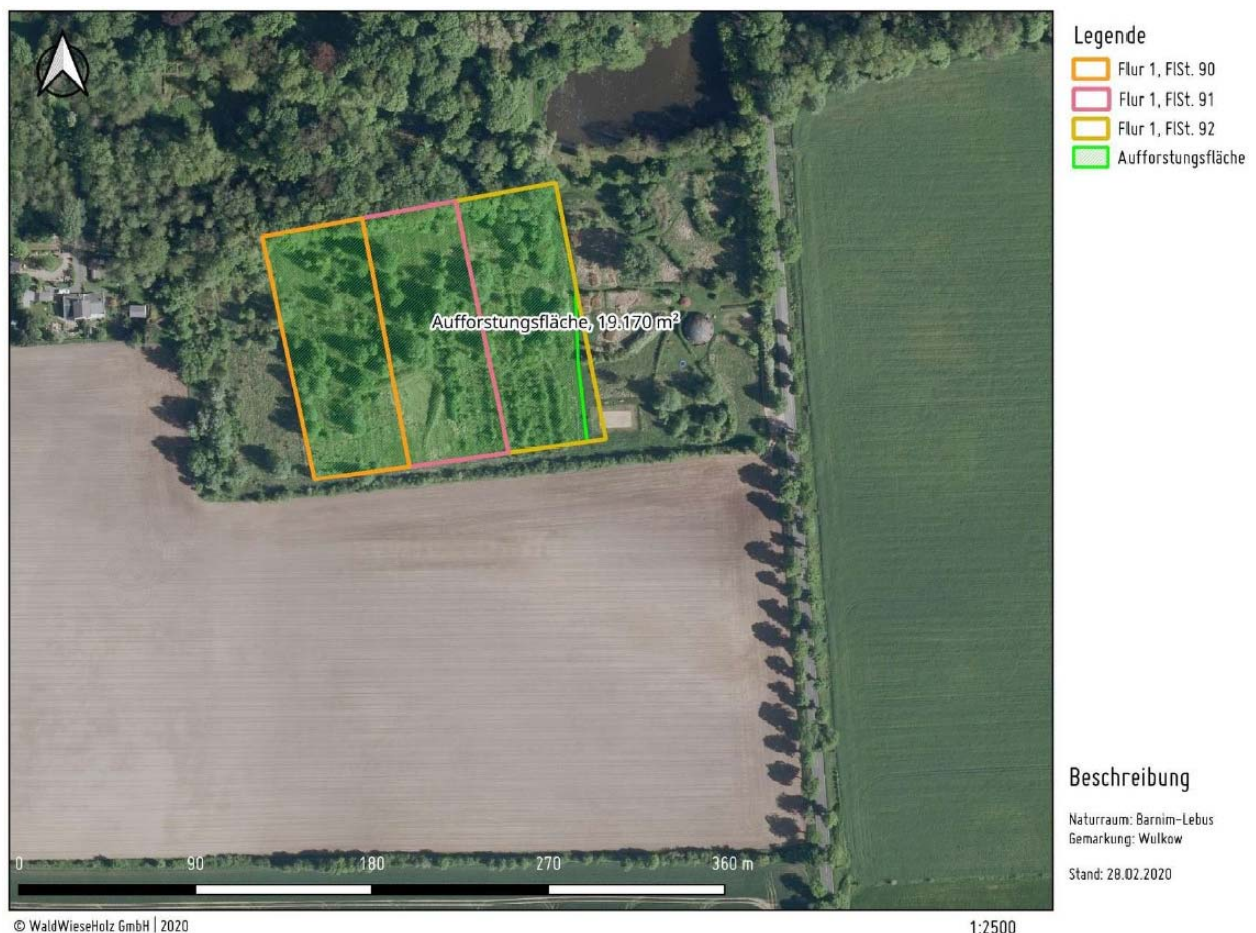 Legende
Flur 1, FlSt. 90
Flur 1, FlSt. 91
Flur 1, FlSt. 92
Aufforstungsfläche
Aufforstungsfläche, 19.170 m²
Beschreibung
Naturraum: Barnim-Lebus
Gemarkung: Wulkow
Stand: 28.02.2020
0 90 180 270 360 m
© WaldWieseHolz GmbH | 2020
1:2500